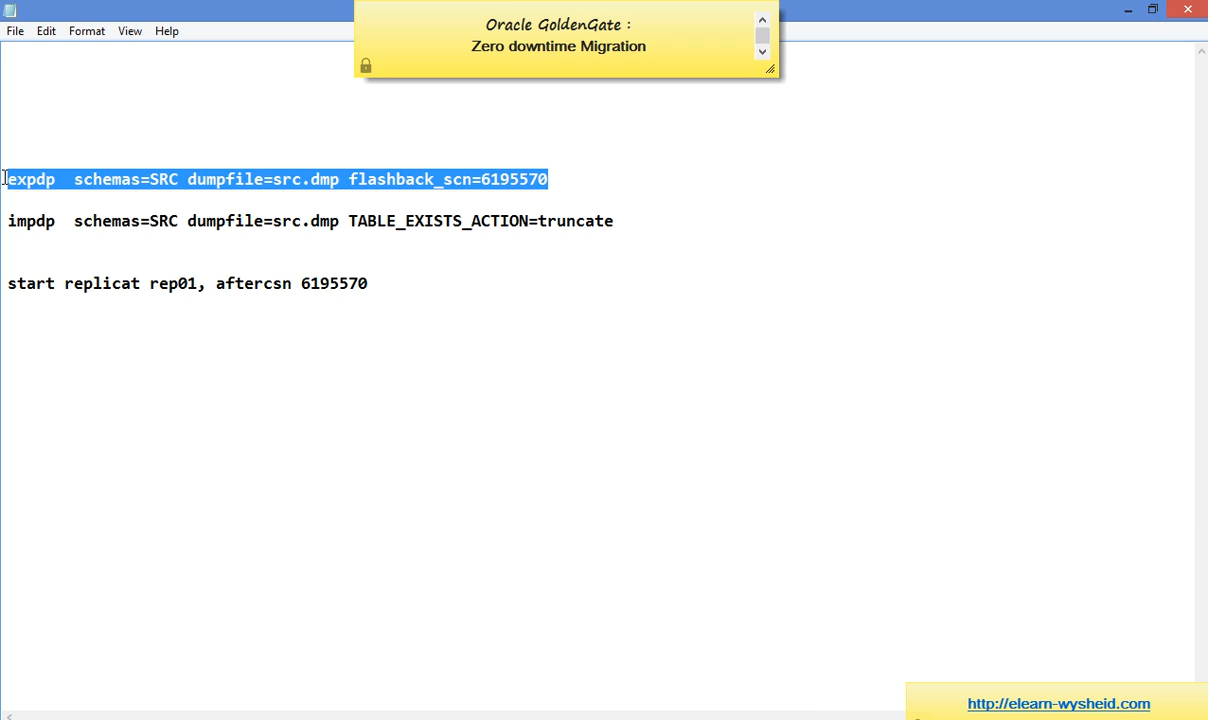 Oracle GoldenGate :
Zero downtime Migration
File Edit Format View Help
expdp  schemas=SRC dumpfile=src.dmp flashback_scn=6195570
impdp  schemas=SRC dumpfile=src.dmp TABLE_EXISTS_ACTION=truncate
start replicat rep01, aftercsn 6195570
http://elearn-wysheid.com